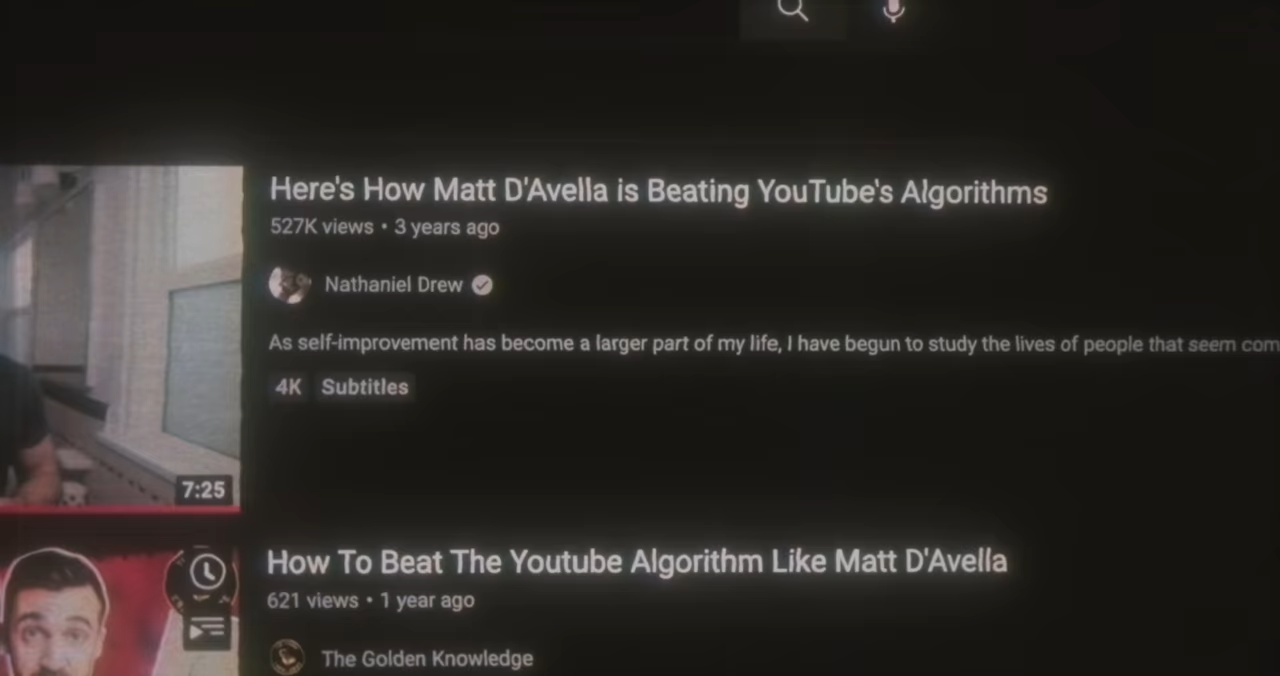 Here's How Matt D'Avella is Beating YouTube's Algorithms
527K views • 3 years ago
Nathaniel Drew
As self-improvement has become a larger part of my life, I have begun to study the lives of people that seem com
4K Subtitles
7:25
How To Beat The Youtube Algorithm Like Matt D'Avella
621 views • 1 year ago
The Golden Knowledge